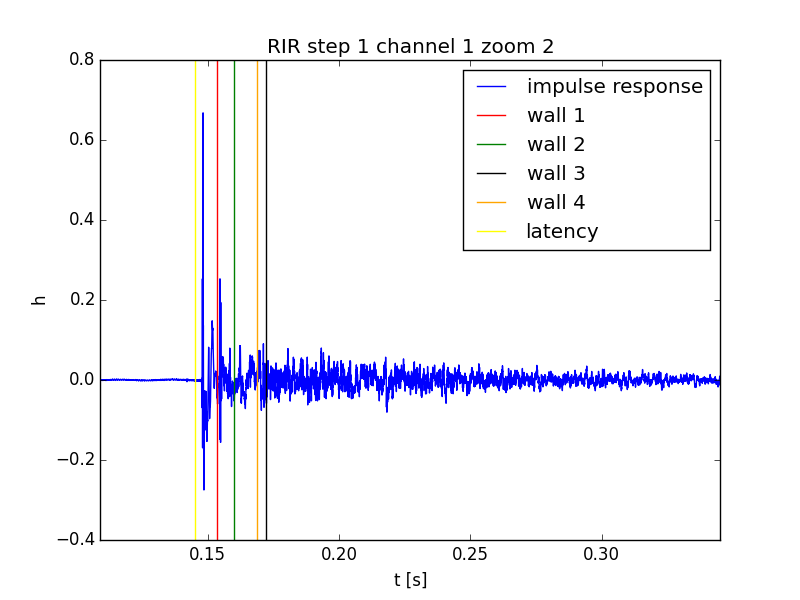 RIR step 1 channel 1 zoom 2
0.8
0.6
0.4
0.2
0.0
−0.2
−0.4
h
impulse response
wall 1
wall 2
wall 3
wall 4
latency
0.15 0.20 0.25 0.30
t [s]